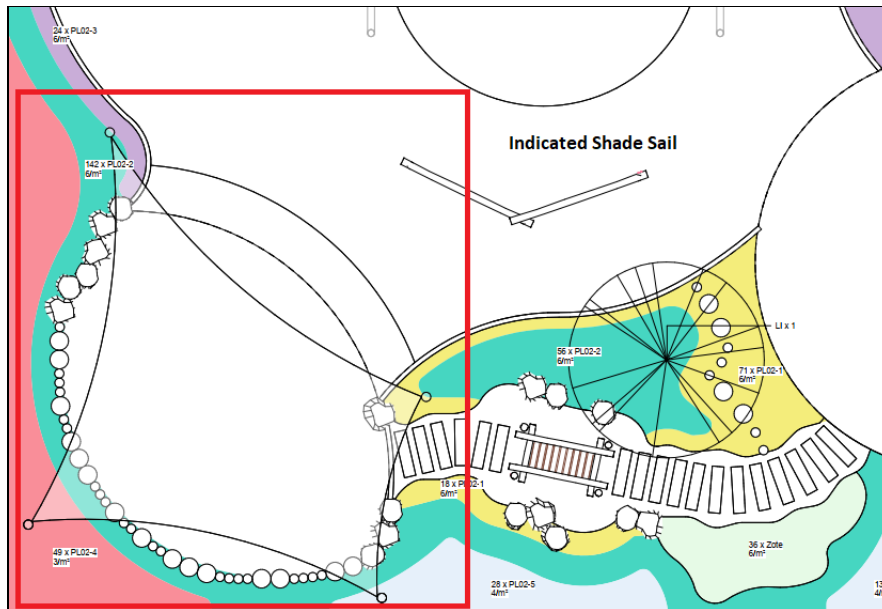 24 x PL02-3
6/m²
Indicated Shade Sail
142 x PL02-2
6/m²
LI x 1
56 x PL02-2
6/m²
71 x PL02-1
6/m²
18 x PL02-1
6/m²
36 x Zote
6/m²
49 x PL02-4
3/m²
28 x PL02-5
4/m²
13
4/